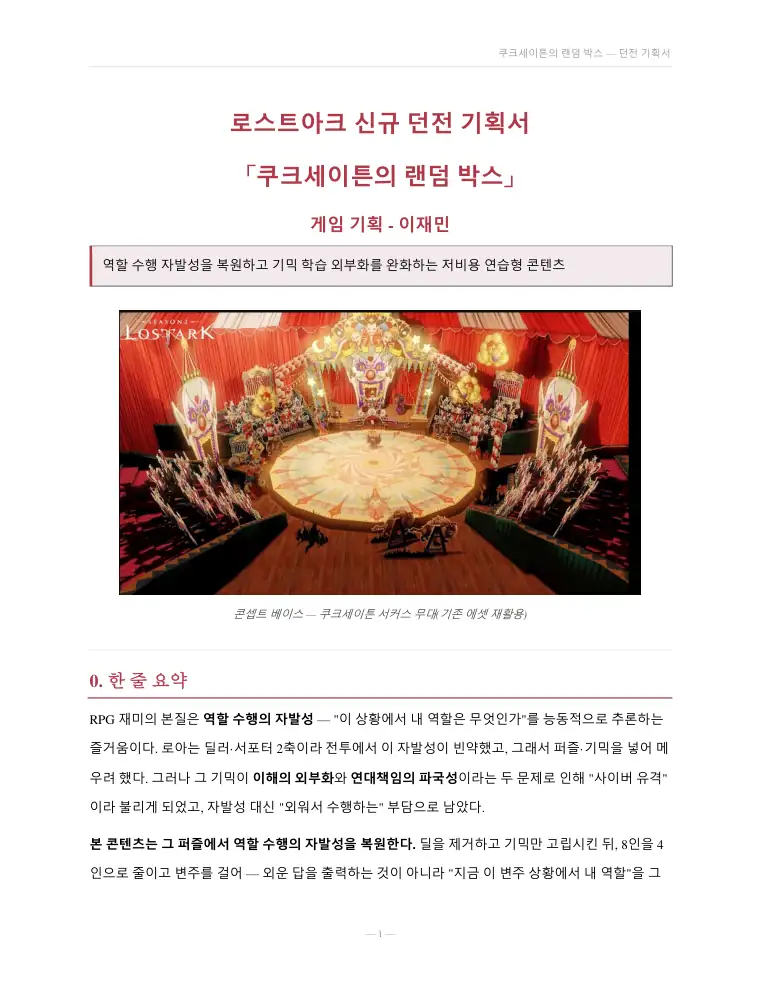 쿠크세이튼의 랜덤 박스 — 던전 기획서
로스트아크 신규 던전 기획서
「쿠크세이튼의 랜덤 박스」
게임 기획 - 이재민
역할 수행 자발성을 복원하고 기믹 학습 외부화를 완화하는 저비용 연습형 콘텐츠
SEASON2
LOST ARK
콘셉트 베이스 — 쿠크세이튼 서커스 무대(기존 에셋 재활용)
0. 한 줄 요약
RPG 재미의 본질은 역할 수행의 자발성 — "이 상황에서 내 역할은 무엇인가"를 능동적으로 추론하는
즐거움이다. 로아는 딜러·서포터 2축이라 전투에서 이 자발성이 빈약했고, 그래서 퍼즐·기믹을 넣어 메
우려 했다. 그러나 그 기믹이 이해의 외부화와 연대책임의 파국성이라는 두 문제로 인해 "사이버 유격"
이라 불리게 되었고, 자발성 대신 "외워서 수행하는" 부담으로 남았다.
본 콘텐츠는 그 퍼즐에서 역할 수행의 자발성을 복원한다. 딜을 제거하고 기믹만 고립시킨 뒤, 8인을 4
인으로 줄이고 변주를 걸어 — 외운 답을 출력하는 것이 아니라 "지금 이 변주 상황에서 내 역할"을 그
— 1 —